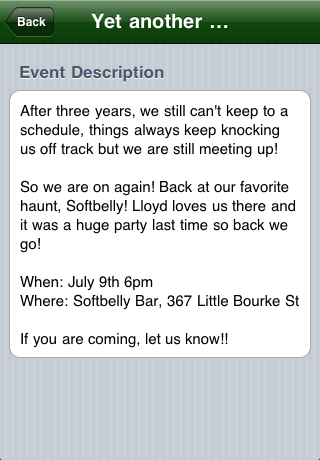 Back
Yet another ...
Event Description
After three years, we still can't keep to a
schedule, things always keep knocking
us off track but we are still meeting up!
So we are on again! Back at our favorite
haunt, Softbelly! Lloyd loves us there and
it was a huge party last time so back we
go!
When: July 9th 6pm
Where: Softbelly Bar, 367 Little Bourke St
If you are coming, let us know!!